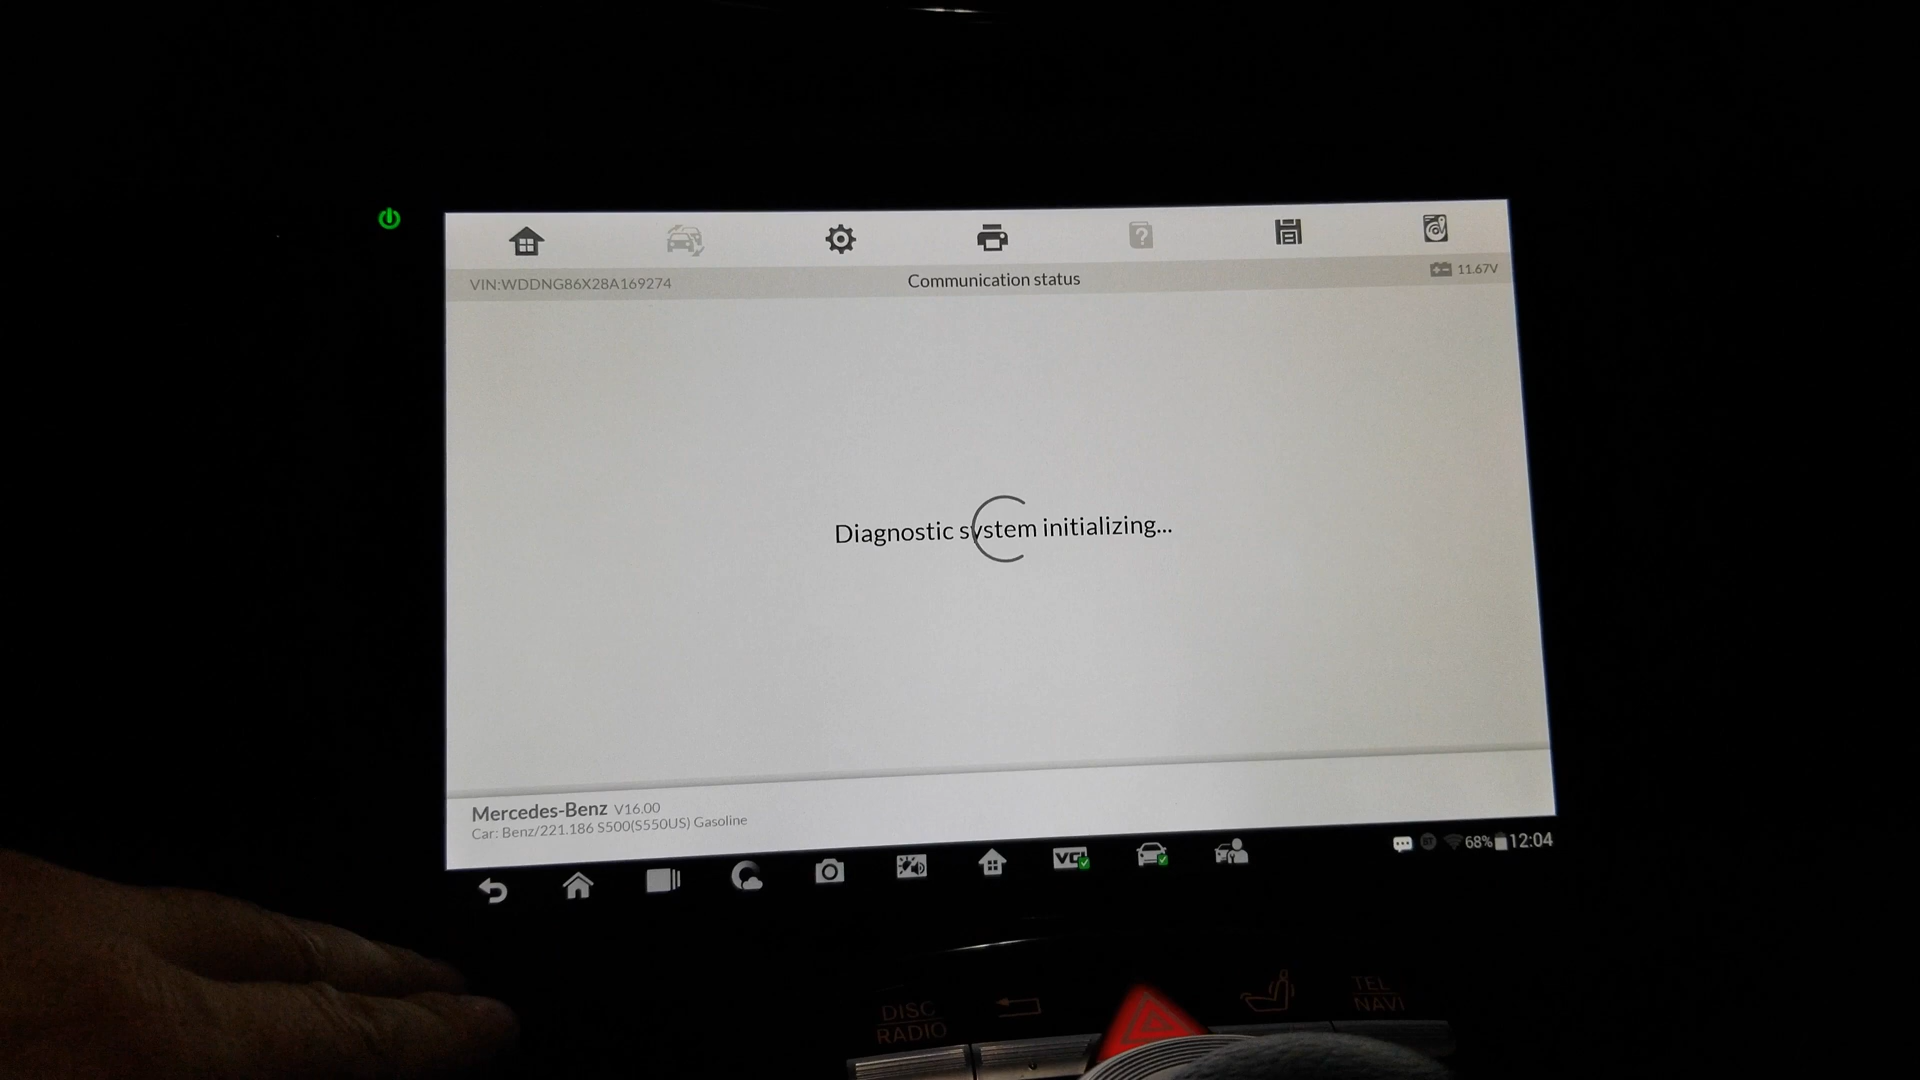 VIN:WDDNG86X28A169274
Communication status
11.67V
Diagnostic system initializing...
Mercedes-Benz V16.00
Car: Benz/221.186 S500(S550US) Gasoline
VCI
68%
12:04
DISC
RADIO
TEL
NAVI